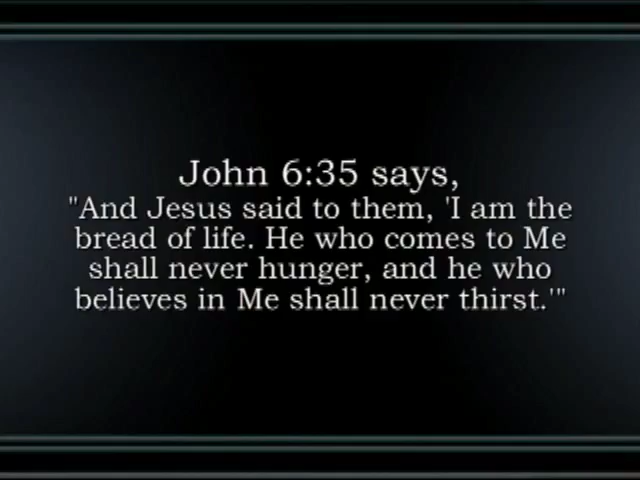 John 6:35 says,
"And Jesus said to them, 'I am the
bread of life. He who comes to Me
shall never hunger, and he who
believes in Me shall never thirst.'"